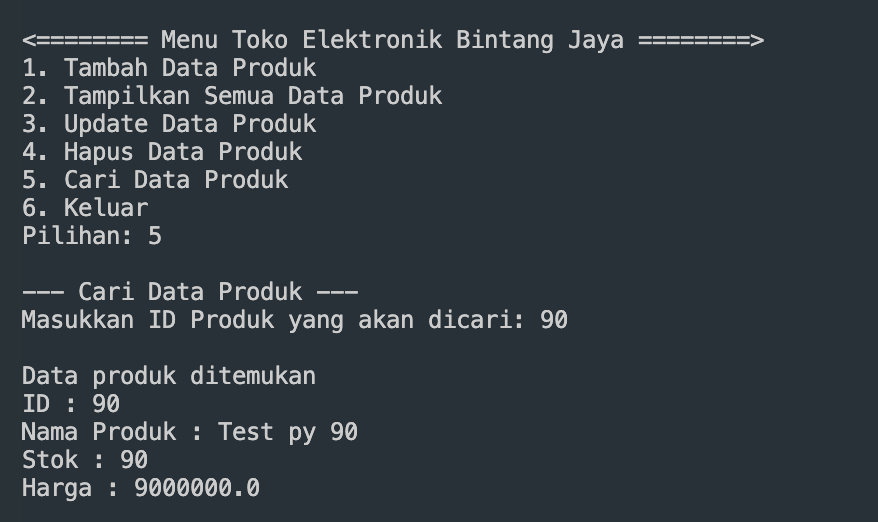 <======== Menu Toko Elektronik Bintang Jaya ========>
1. Tambah Data Produk
2. Tampilkan Semua Data Produk
3. Update Data Produk
4. Hapus Data Produk
5. Cari Data Produk
6. Keluar
Pilihan: 5
--- Cari Data Produk ---
Masukkan ID Produk yang akan dicari: 90
Data produk ditemukan
ID : 90
Nama Produk : Test py 90
Stok : 90
Harga : 9000000.0